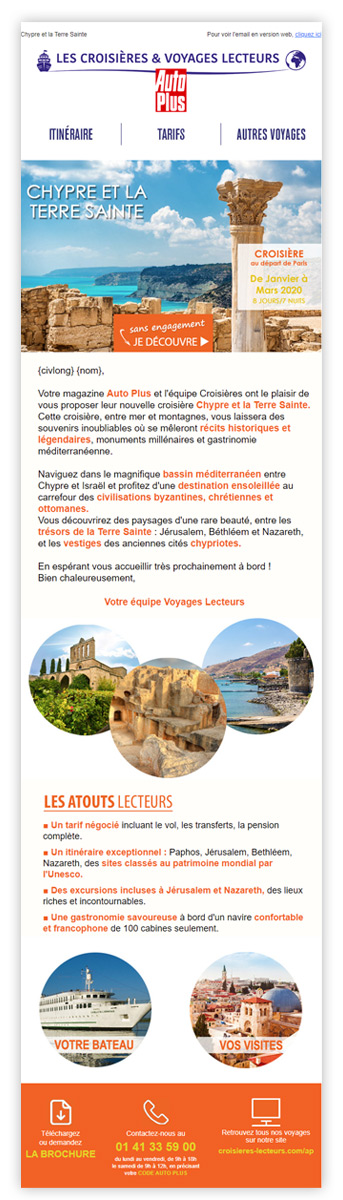 Chypre et la Terre Sainte
Pour voir l'email en version web, cliquez ici
LES CROISIÈRES & VOYAGES LECTEURS
Auto
Plus
ITINÉRAIRE
TARIFS
AUTRES VOYAGES
CHYPRE ET LA
TERRE SAINTE
CROISIÈRE
au départ de Paris
De Janvier à
Mars 2020
8 JOURS/7 NUITS
sans engagement
JE DÉCOUVRE
{civlong} {nom},
Votre magazine Auto Plus et l'équipe Croisières ont le plaisir de
vous proposer leur nouvelle croisière Chypre et la Terre Sainte.
Cette croisière, entre mer et montagnes, vous laissera des
souvenirs inoubliables où se mêleront récits historiques et
légendaires, monuments millénaires et gastrinomie
méditerranéenne.
Naviguez dans le magnifique bassin méditerranéen entre
Chypre et Israël et profitez d'une destination ensoleillée au
carrefour des civilisations byzantines, chrétiennes et
ottomanes.
Vous découvrirez des paysages d'une rare beauté, entre les
trésors de la Terre Sainte : Jérusalem, Béthléem et Nazareth,
et les vestiges des anciennes cités chypriotes.
En espérant vous accueillir très prochainement à bord !
Bien chaleureusement,
Votre équipe Voyages Lecteurs
LES ATOUTS LECTEURS
■ Un tarif négocié incluant le vol, les transferts, la pension
complète.
■ Un itinéraire exceptionnel : Paphos, Jérusalem, Bethléem,
Nazareth, des sites classés au patrimoine mondial par
l'Unesco.
■ Des excursions incluses à Jérusalem et Nazareth, des lieux
riches et incontournables.
■ Une gastronomie savoureuse à bord d'un navire confortable
et francophone de 100 cabines seulement.
VOTRE BATEAU
VOS VISITES
Téléchargez
ou demandez
LA BROCHURE
Contactez-nous au
01 41 33 59 00
du lundi au vendredi, de 9h à 18h
le samedi de 9h à 12h, en précisant
votre CODE AUTO PLUS
Retrouvez tous nos voyages
sur notre site
croisieres-lecteurs.com/ap